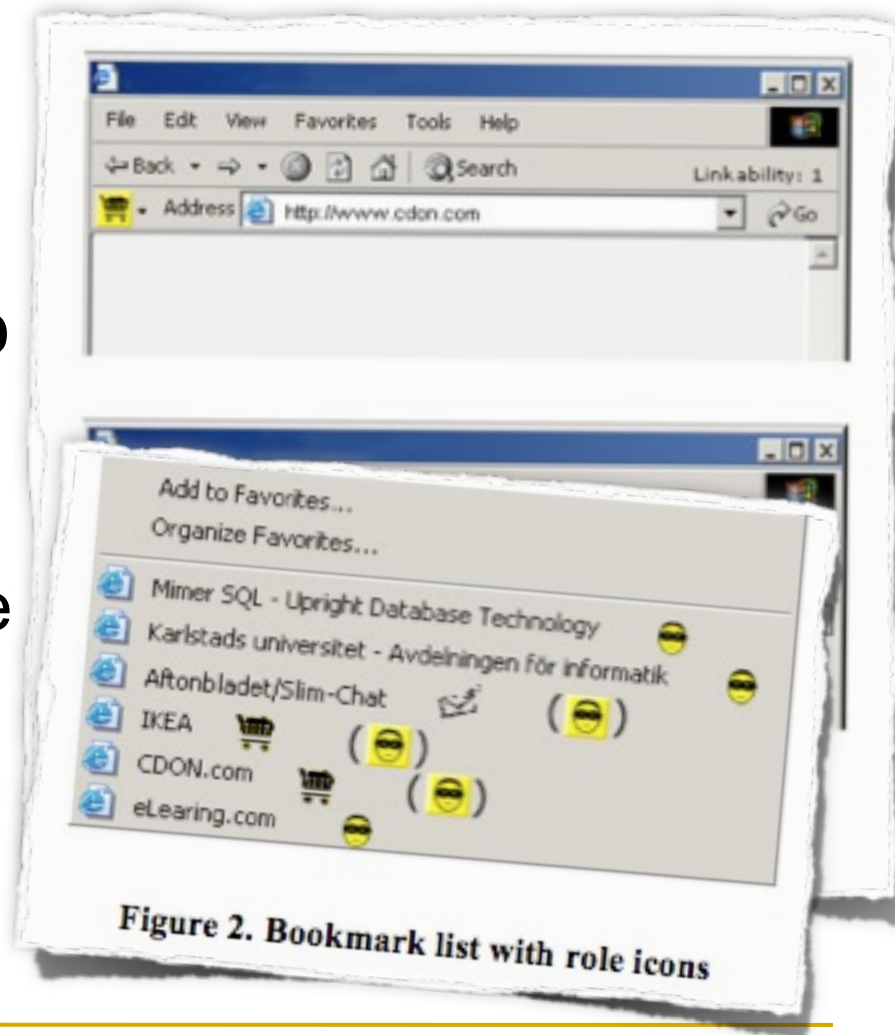 File Edit View Favorites Tools Help
Back Search Linkability: 1
Address http://www.cdon.com Go
Add to Favorites...
Organize Favorites...
Mimer SQL - Upright Database Technology
Karlstads universitet - Avdelningen för informatik
Aftonbladet/Slim-Chat ( )
IKEA ( )
CDON.com ( )
eLearing.com
Figure 2. Bookmark list with role icons